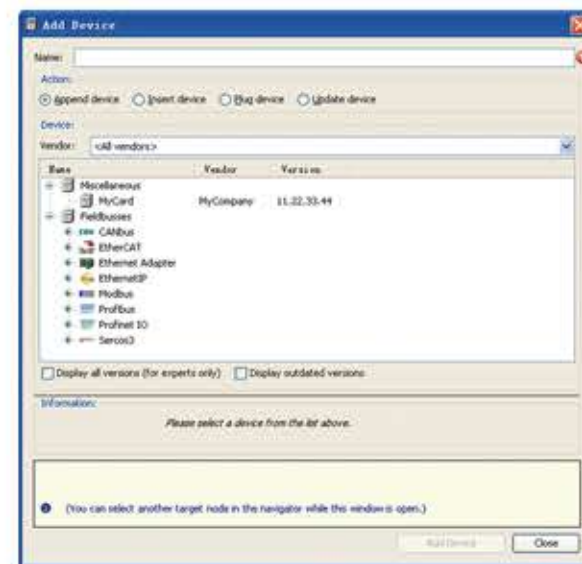 Add Device
Name:
Action:
Append device Insert device Plug device Update device
Device:
Vendor: <All vendors>
Name Vendor Version
Miscellaneous
MyCard MyCompany 11.22.33.44
Fieldbusses
CANbus
EtherCAT
Ethernet Adapter
EthernetIP
Modbus
Profibus
Profinet IO
Sercos3
Display all versions (for experts only) Display outdated versions
Information:
Please select a device from the list above.
(You can select another target node in the navigator while this window is open.)
Add Device Close